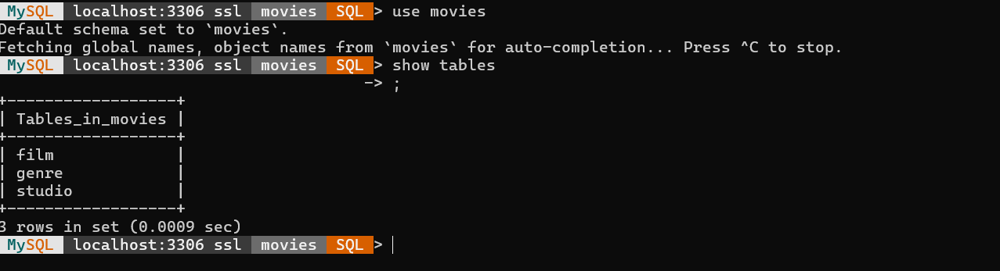 MySQL localhost:3306 ssl movies SQL > use movies
Default schema set to `movies`.
Fetching global names, object names from `movies` for auto-completion... Press ^C to stop.
MySQL localhost:3306 ssl movies SQL > show tables
-> ;
+------------------+
| Tables_in_movies |
+------------------+
| film             |
| genre            |
| studio           |
+------------------+
3 rows in set (0.0009 sec)
MySQL localhost:3306 ssl movies SQL >